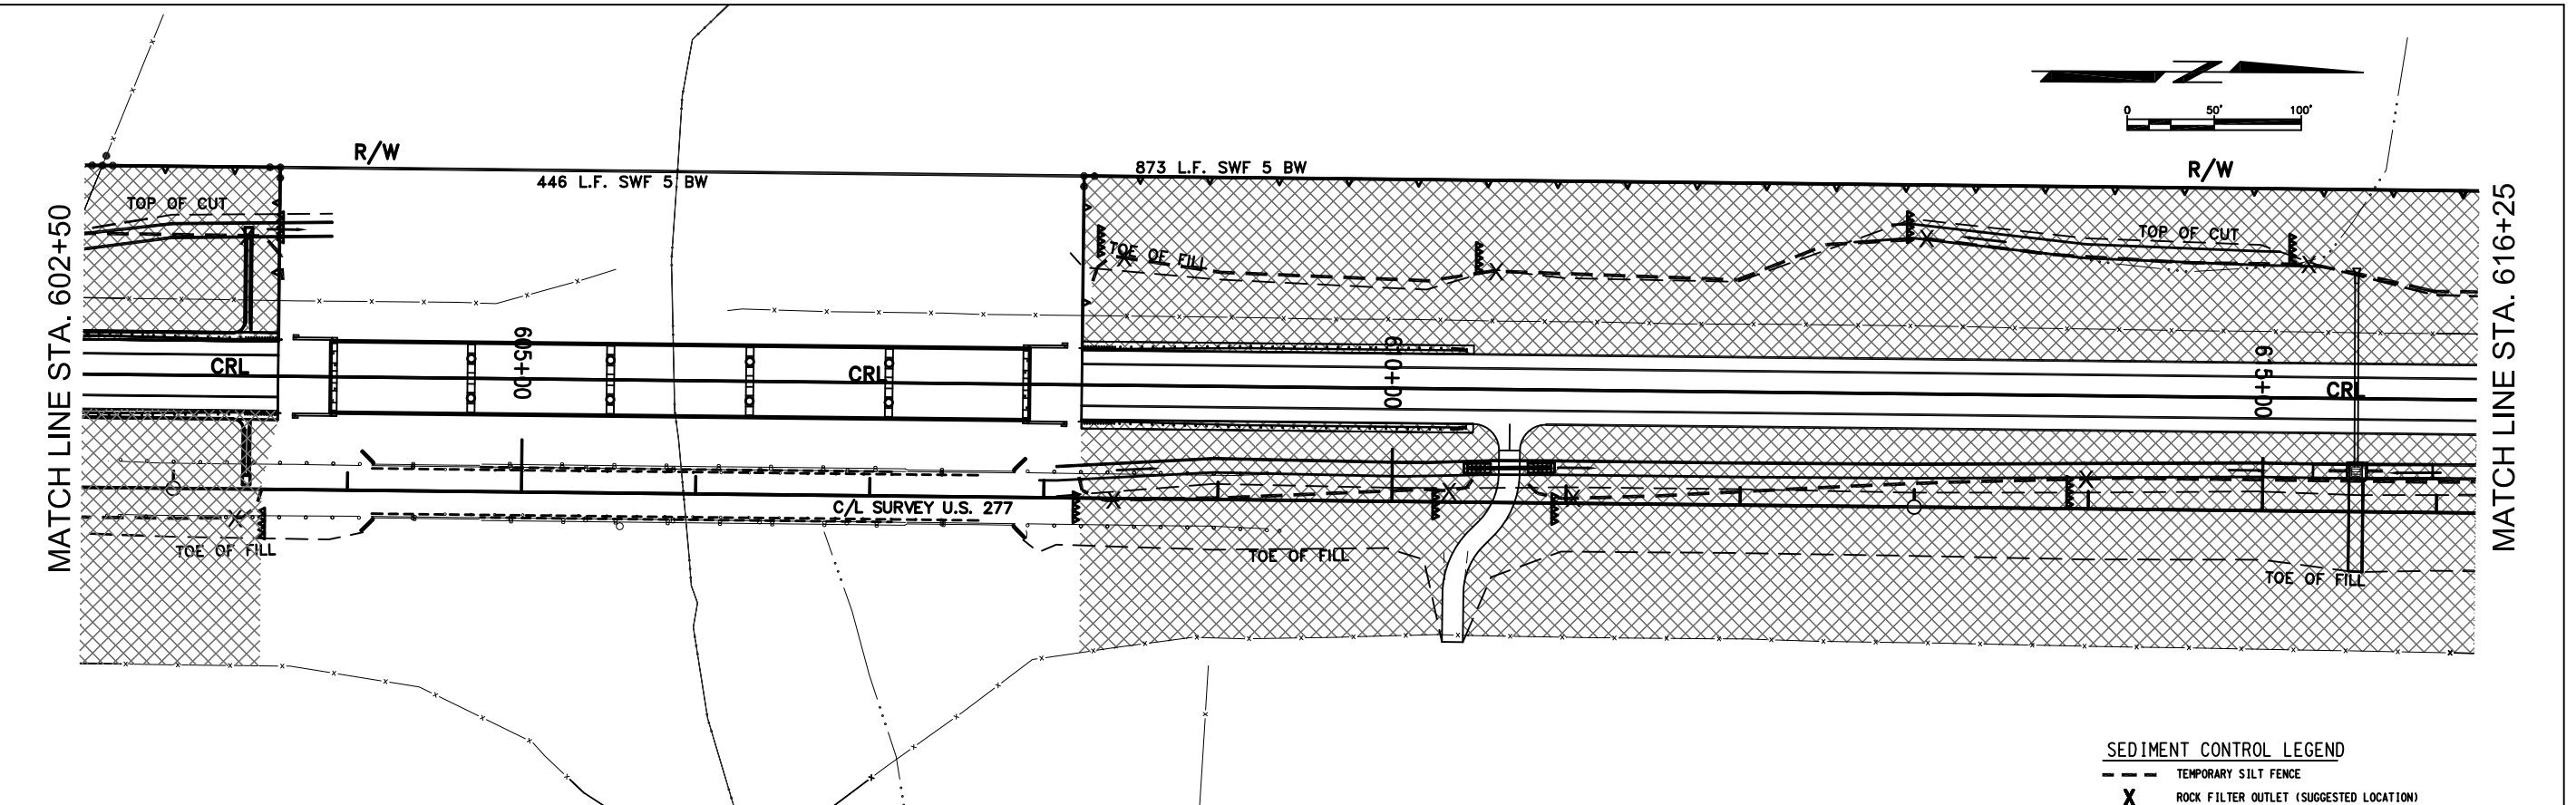 0 50' 100'
R/W
873 L.F. SWF 5 BW
446 L.F. SWF 5 BW
R/W
TOP OF CUT
TOE OF FILL
TOP OF CUT
MATCH LINE STA. 602+50
MATCH LINE STA. 616+25
605+00
610+00
615+00
CRL
CRL
CRL
C/L SURVEY U.S. 277
TOE OF FILL
TOE OF FILL
TOE OF FILL
SEDIMENT CONTROL LEGEND
TEMPORARY SILT FENCE
X ROCK FILTER OUTLET (SUGGESTED LOCATION)